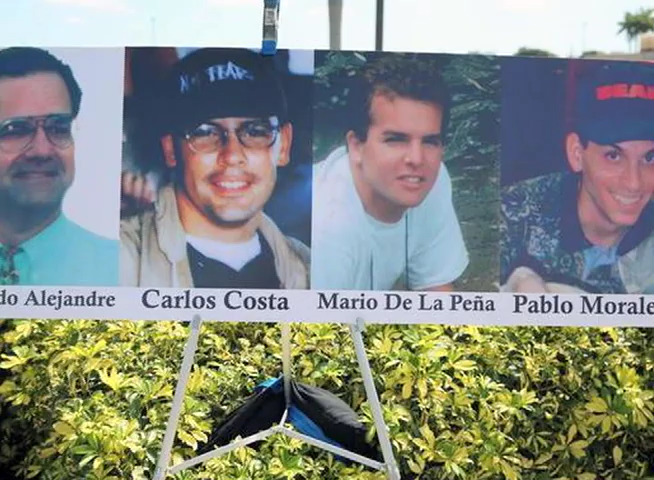 do Alejandre
Carlos Costa
Mario De La Peña
Pablo Morale